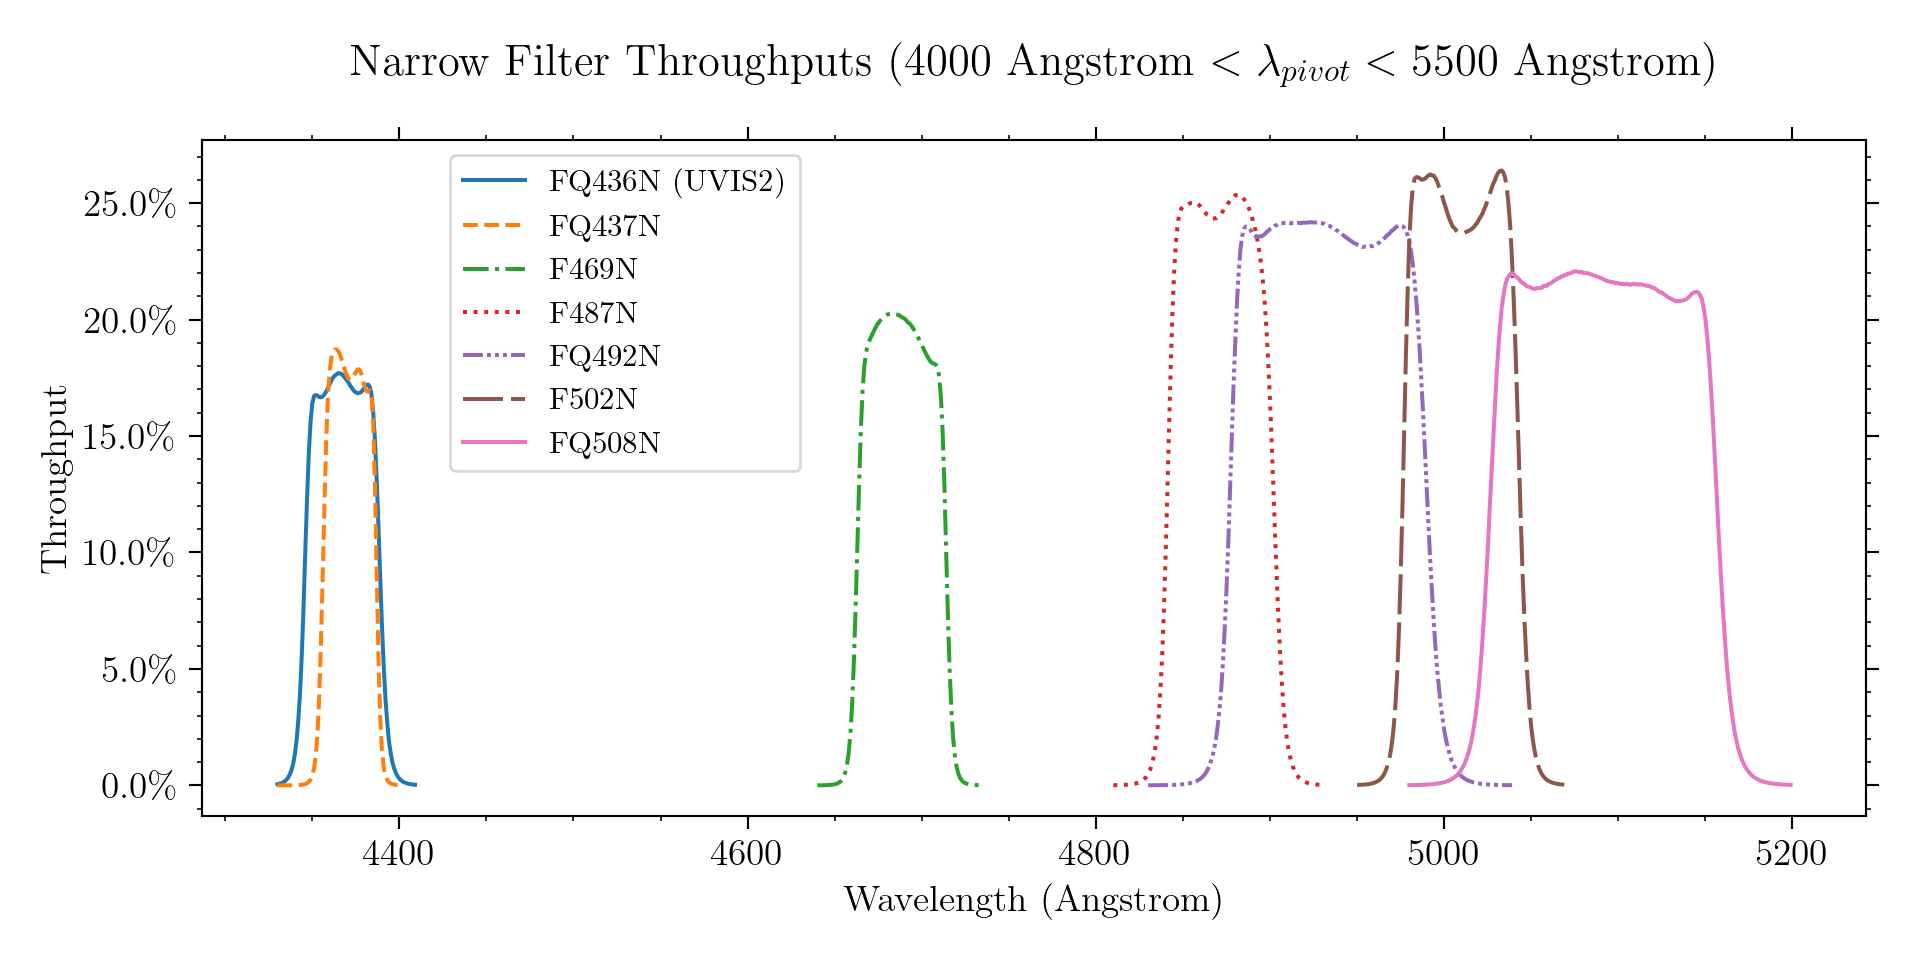 Narrow Filter Throughputs (4000 Angstrom < λpivot < 5500 Angstrom)
FQ436N (UVIS2)
FQ437N
F469N
F487N
FQ492N
F502N
FQ508N
25.0%
20.0%
15.0%
10.0%
5.0%
0.0%
Throughput
4400 4600 4800 5000 5200
Wavelength (Angstrom)